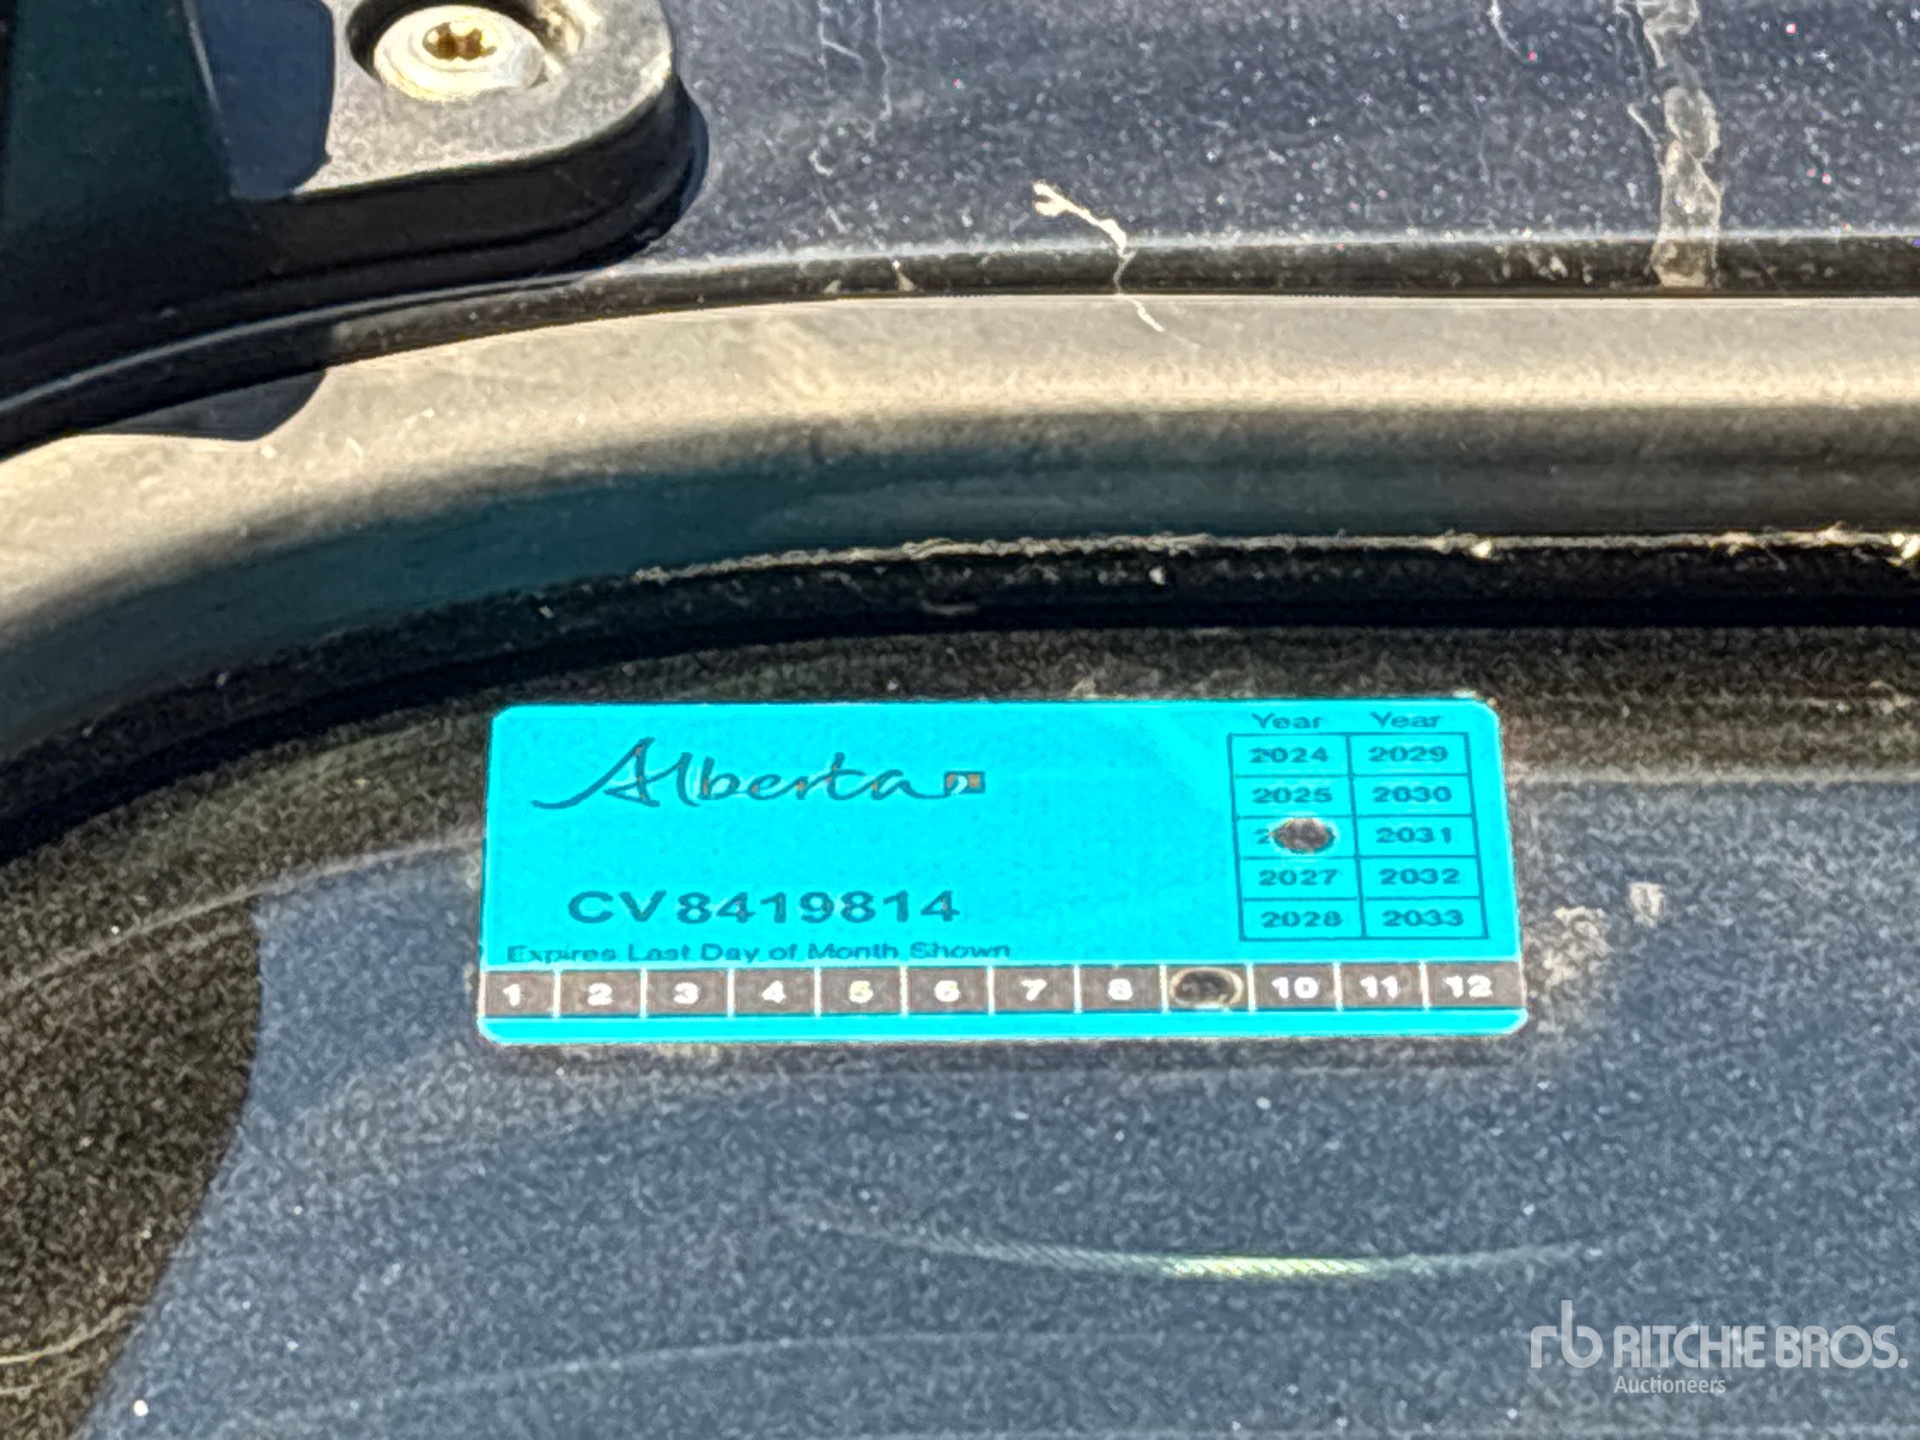 Alberta
Year Year
2024 2029
2025 2030
2031
2027 2032
2028 2033
CV8419814
Expires Last Day of Month Shown
1 2 3 4 5 6 7 8 10 11 12
rb RITCHIE BROS.
Auctioneers